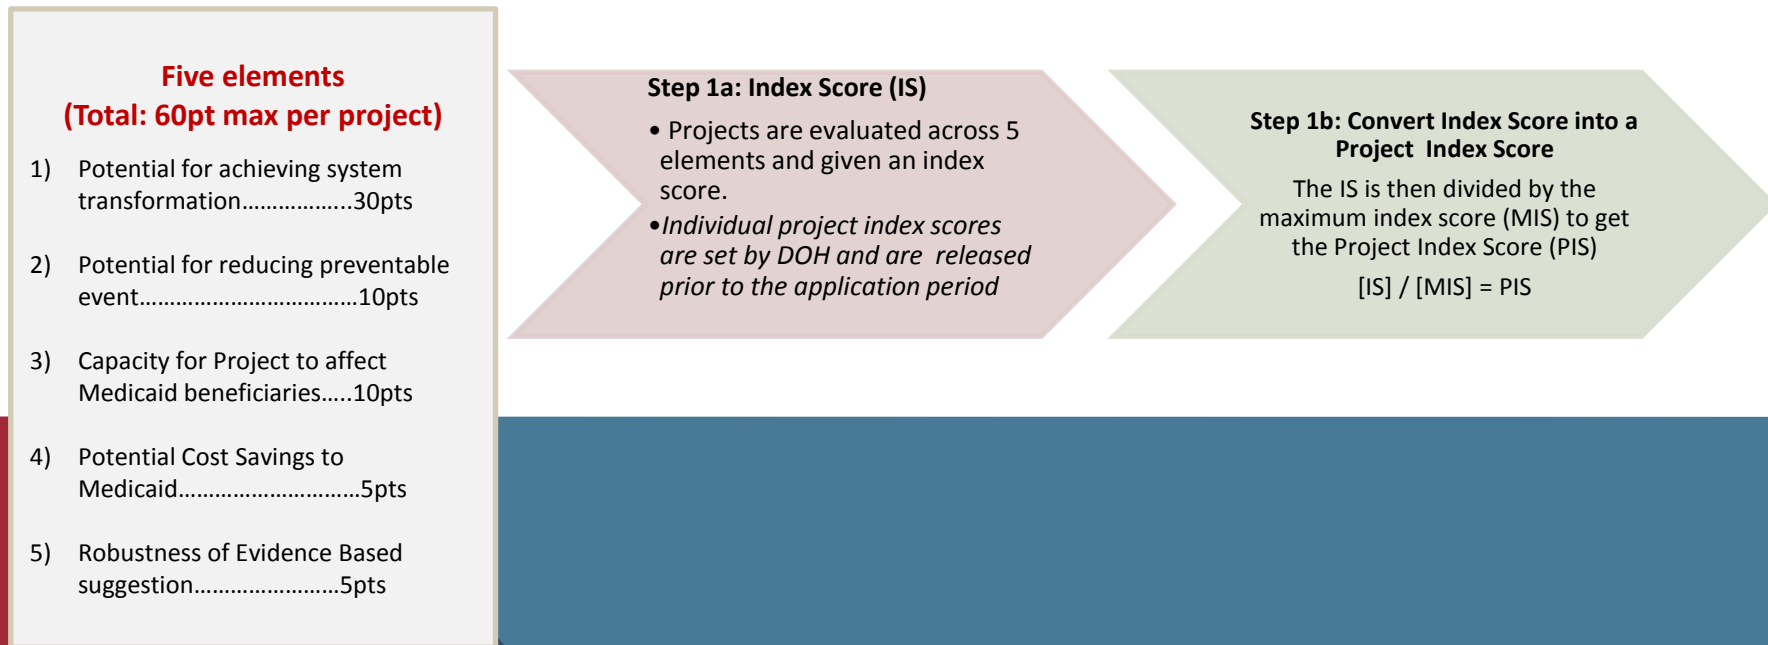 Five elements
(Total: 60pt max per project)
1) Potential for achieving system
transformation……………..30pts
2) Potential for reducing preventable
event………………………………10pts
3) Capacity for Project to affect
Medicaid beneficiaries…..10pts
4) Potential Cost Savings to
Medicaid…………………………5pts
5) Robustness of Evidence Based
suggestion……………………5pts
Step 1a: Index Score (IS)
• Projects are evaluated across 5
elements and given an index
score.
•Individual project index scores
are set by DOH and are released
prior to the application period
Step 1b: Convert Index Score into a
Project Index Score
The IS is then divided by the
maximum index score (MIS) to get
the Project Index Score (PIS)
[IS] / [MIS] = PIS